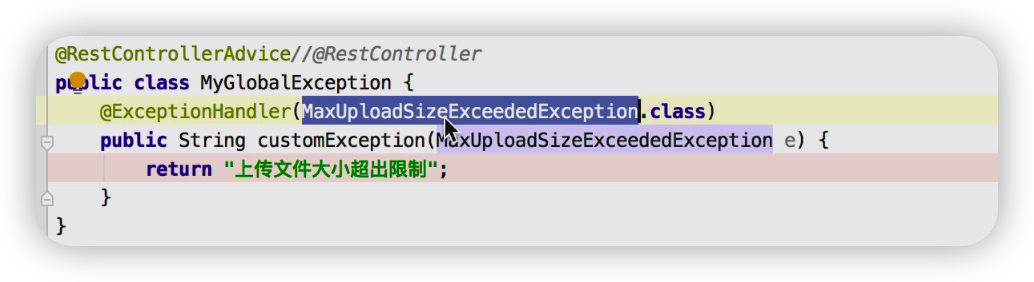 @RestControllerAdvice//@RestController
public class MyGlobalException {
@ExceptionHandler(MaxUploadSizeExceededException.class)
public String customException(MaxUploadSizeExceededException e) {
return "上传文件大小超出限制";
}
}